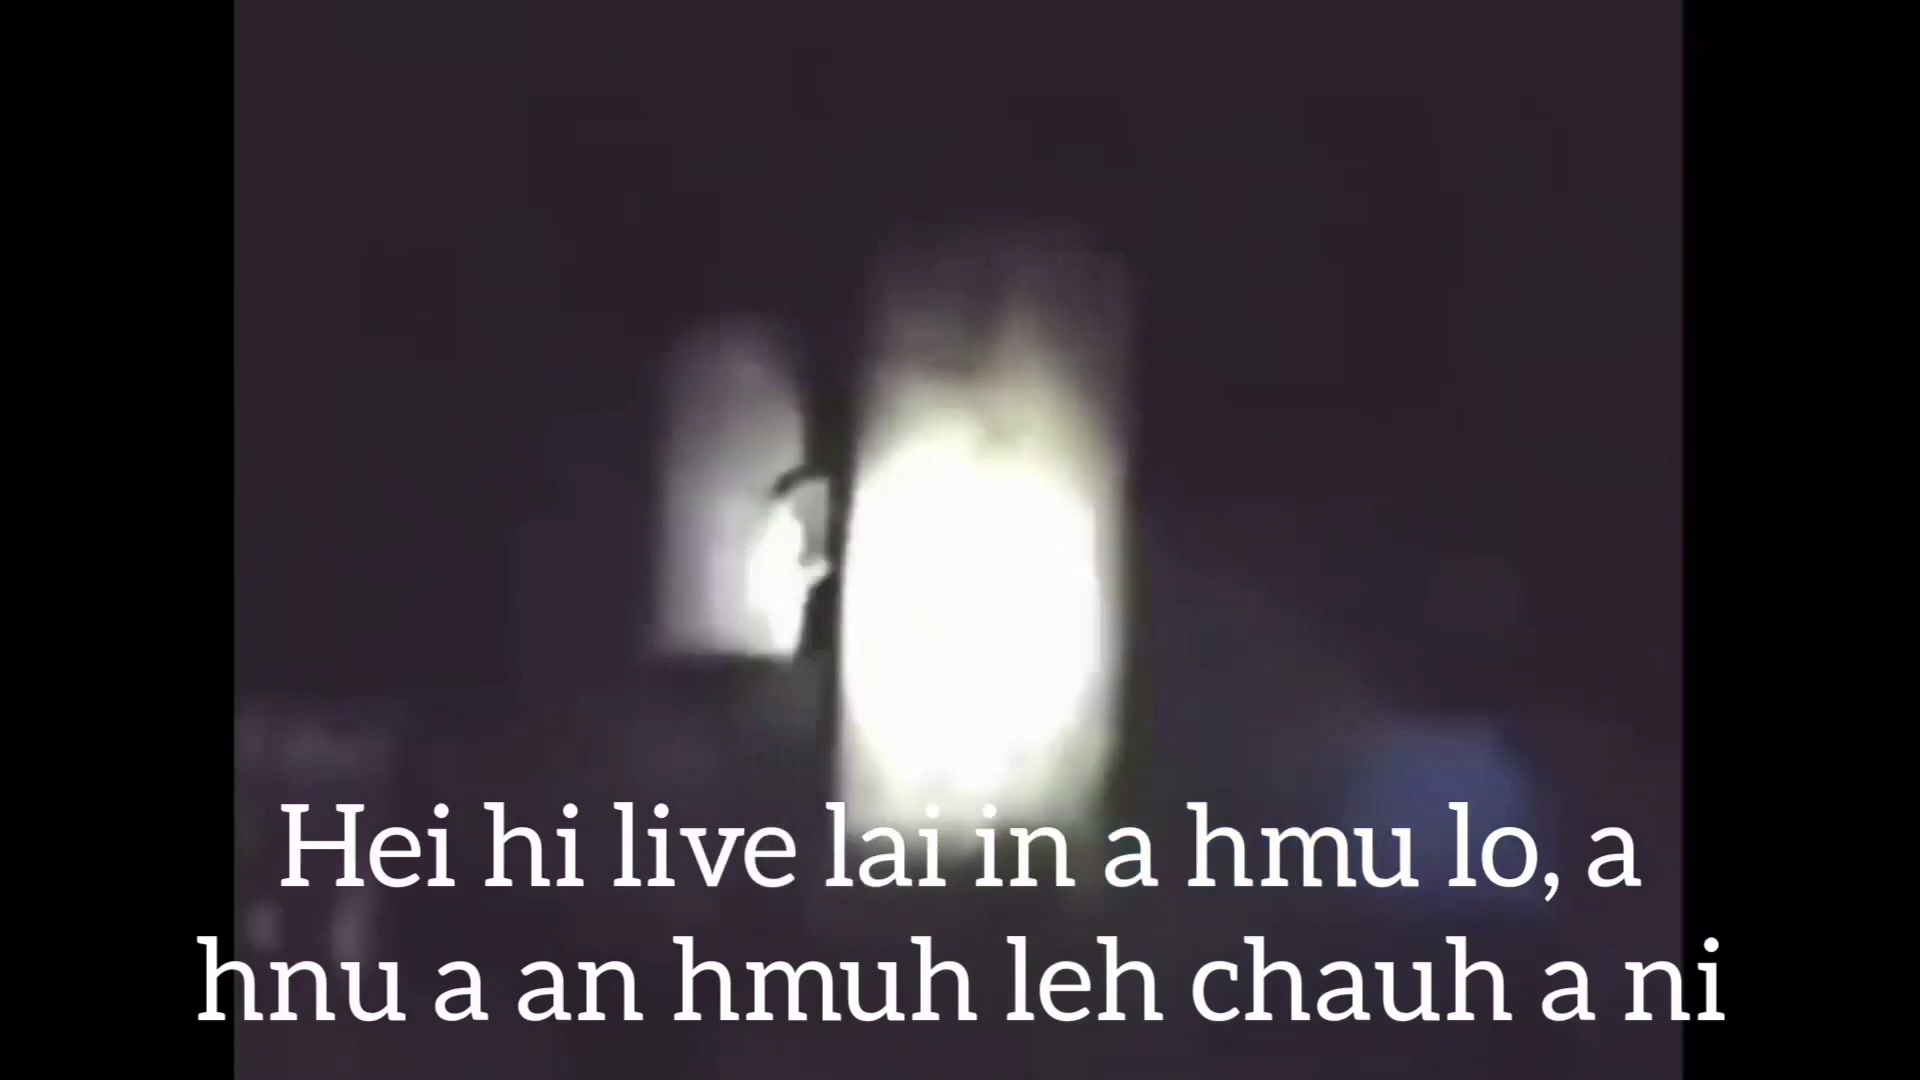 Hei hi live lai in a hmu lo, a
hnu a an hmuh leh chauh a ni